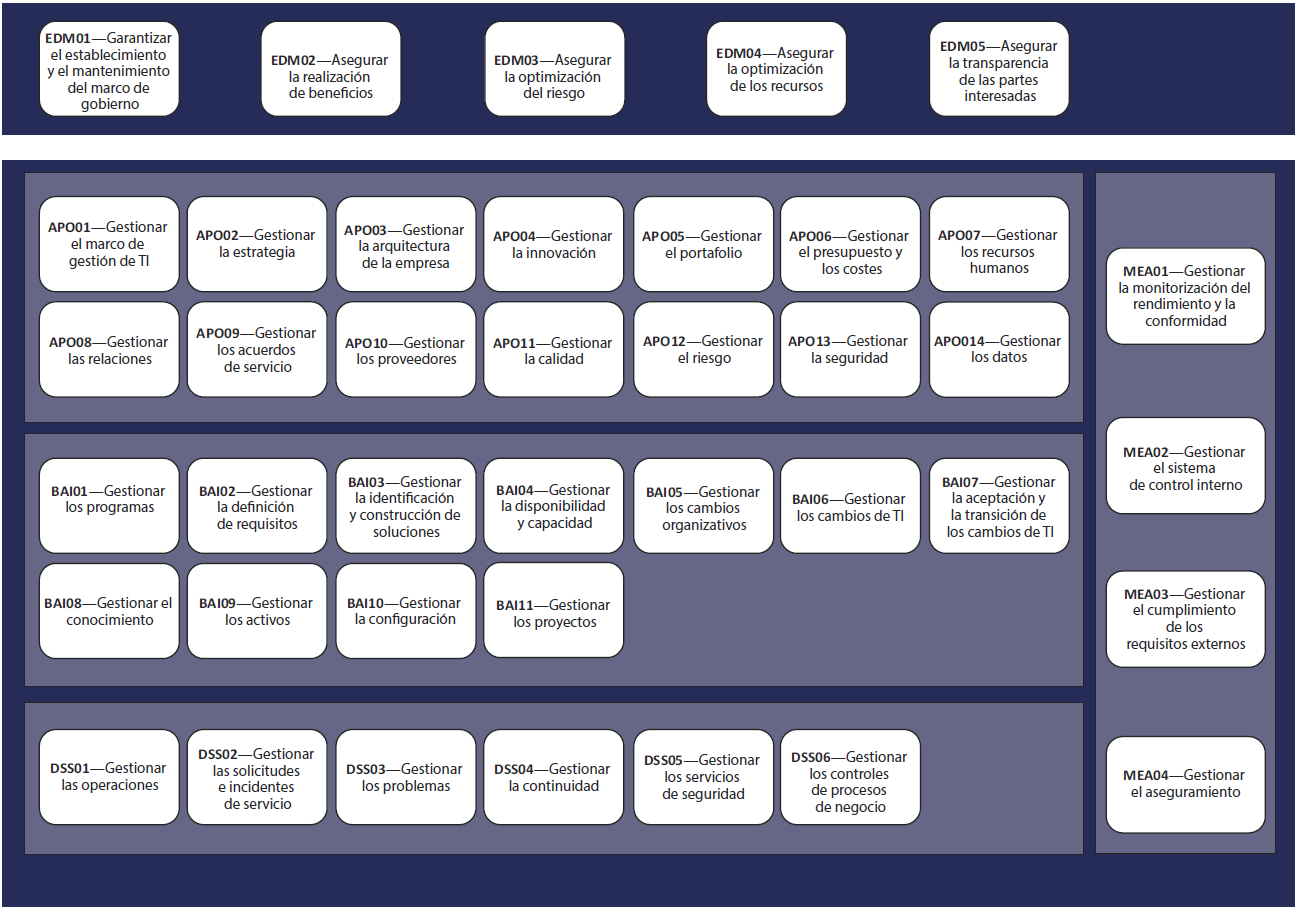 EDM01—Garantizar
el establecimiento
y el mantenimiento
del marco de
gobierno
EDM02—Asegurar
la realización
de beneficios
EDM03—Asegurar
la optimización
del riesgo
EDM04—Asegurar
la optimización
de los recursos
EDM05—Asegurar
la transparencia
de las partes
interesadas
APO01—Gestionar
el marco de
gestión de TI
APO02—Gestionar
la estrategia
APO03—Gestionar
la arquitectura
de la empresa
APO04—Gestionar
la innovación
APO05—Gestionar
el portafolio
APO06—Gestionar
el presupuesto y
los costes
APO07—Gestionar
los recursos
humanos
APO08—Gestionar
las relaciones
APO09—Gestionar
los acuerdos
de servicio
APO10—Gestionar
los proveedores
APO11—Gestionar
la calidad
APO12—Gestionar
el riesgo
APO13—Gestionar
la seguridad
APO014—Gestionar
los datos
BAI01—Gestionar
los programas
BAI02—Gestionar
la definición
de requisitos
BAI03—Gestionar
la identificación
y construcción de
soluciones
BAI04—Gestionar
la disponibilidad
y capacidad
BAI05—Gestionar
los cambios
organizativos
BAI06—Gestionar
los cambios de TI
BAI07—Gestionar
la aceptación y
la transición de
los cambios de TI
BAI08—Gestionar el
conocimiento
BAI09—Gestionar
los activos
BAI10—Gestionar
la configuración
BAI11—Gestionar
los proyectos
DSS01—Gestionar
las operaciones
DSS02—Gestionar
las solicitudes
e incidentes
de servicio
DSS03—Gestionar
los problemas
DSS04—Gestionar
la continuidad
DSS05—Gestionar
los servicios
de seguridad
DSS06—Gestionar
los controles
de procesos
de negocio
MEA01—Gestionar
la monitorización del
rendimiento y la
conformidad
MEA02—Gestionar
el sistema
de control interno
MEA03—Gestionar
el cumplimiento
de los
requisitos externos
MEA04—Gestionar
el aseguramiento